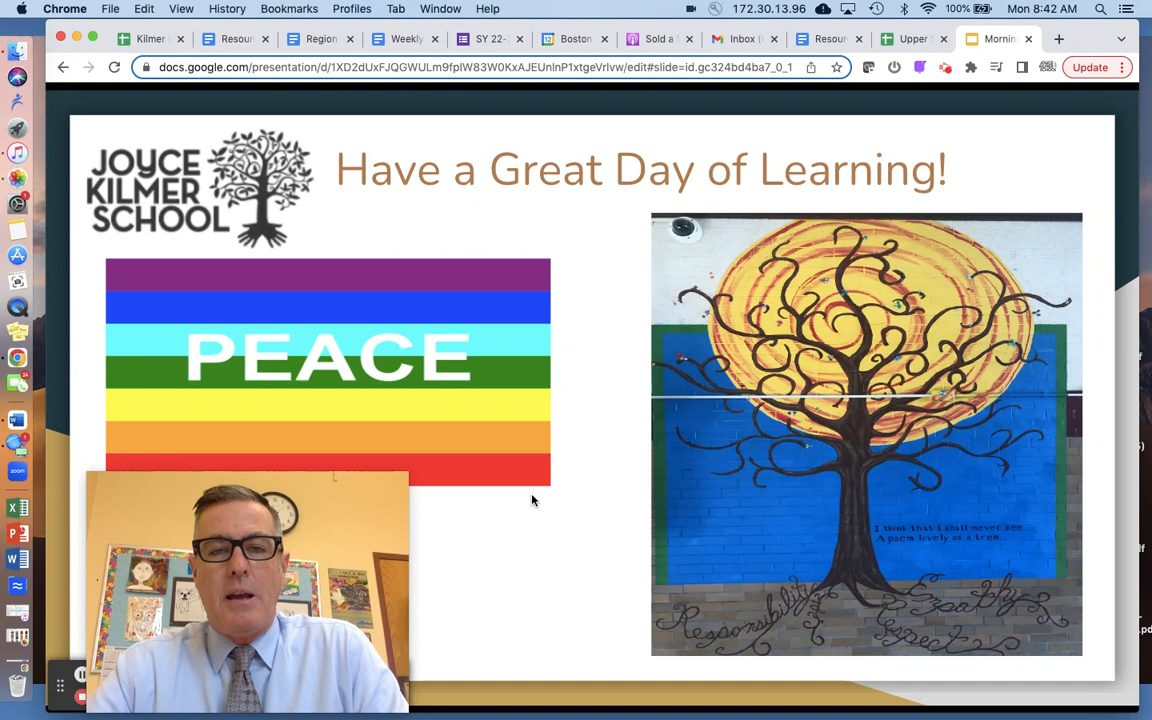 Chrome File Edit View History Bookmarks Profiles Tab Window Help 172.30.13.96 100% Mon 8:42 AM
Kilmer Resour Region Weekly SY 22- Boston Sold a Inbox ( Resour Upper Mornin
docs.google.com/presentation/d/1XD2dUxFJQGWULm9fpIW83W0KxAJEUnlnP1xtgeVrlvw/edit#slide=id.gc324bd4ba7_0_1 Update
JOYCE
KILMER
SCHOOL
Have a Great Day of Learning!
PEACE
I think that I shall never see
A poem lovely as a tree.
Responsibility
Empathy
Respect
zoom